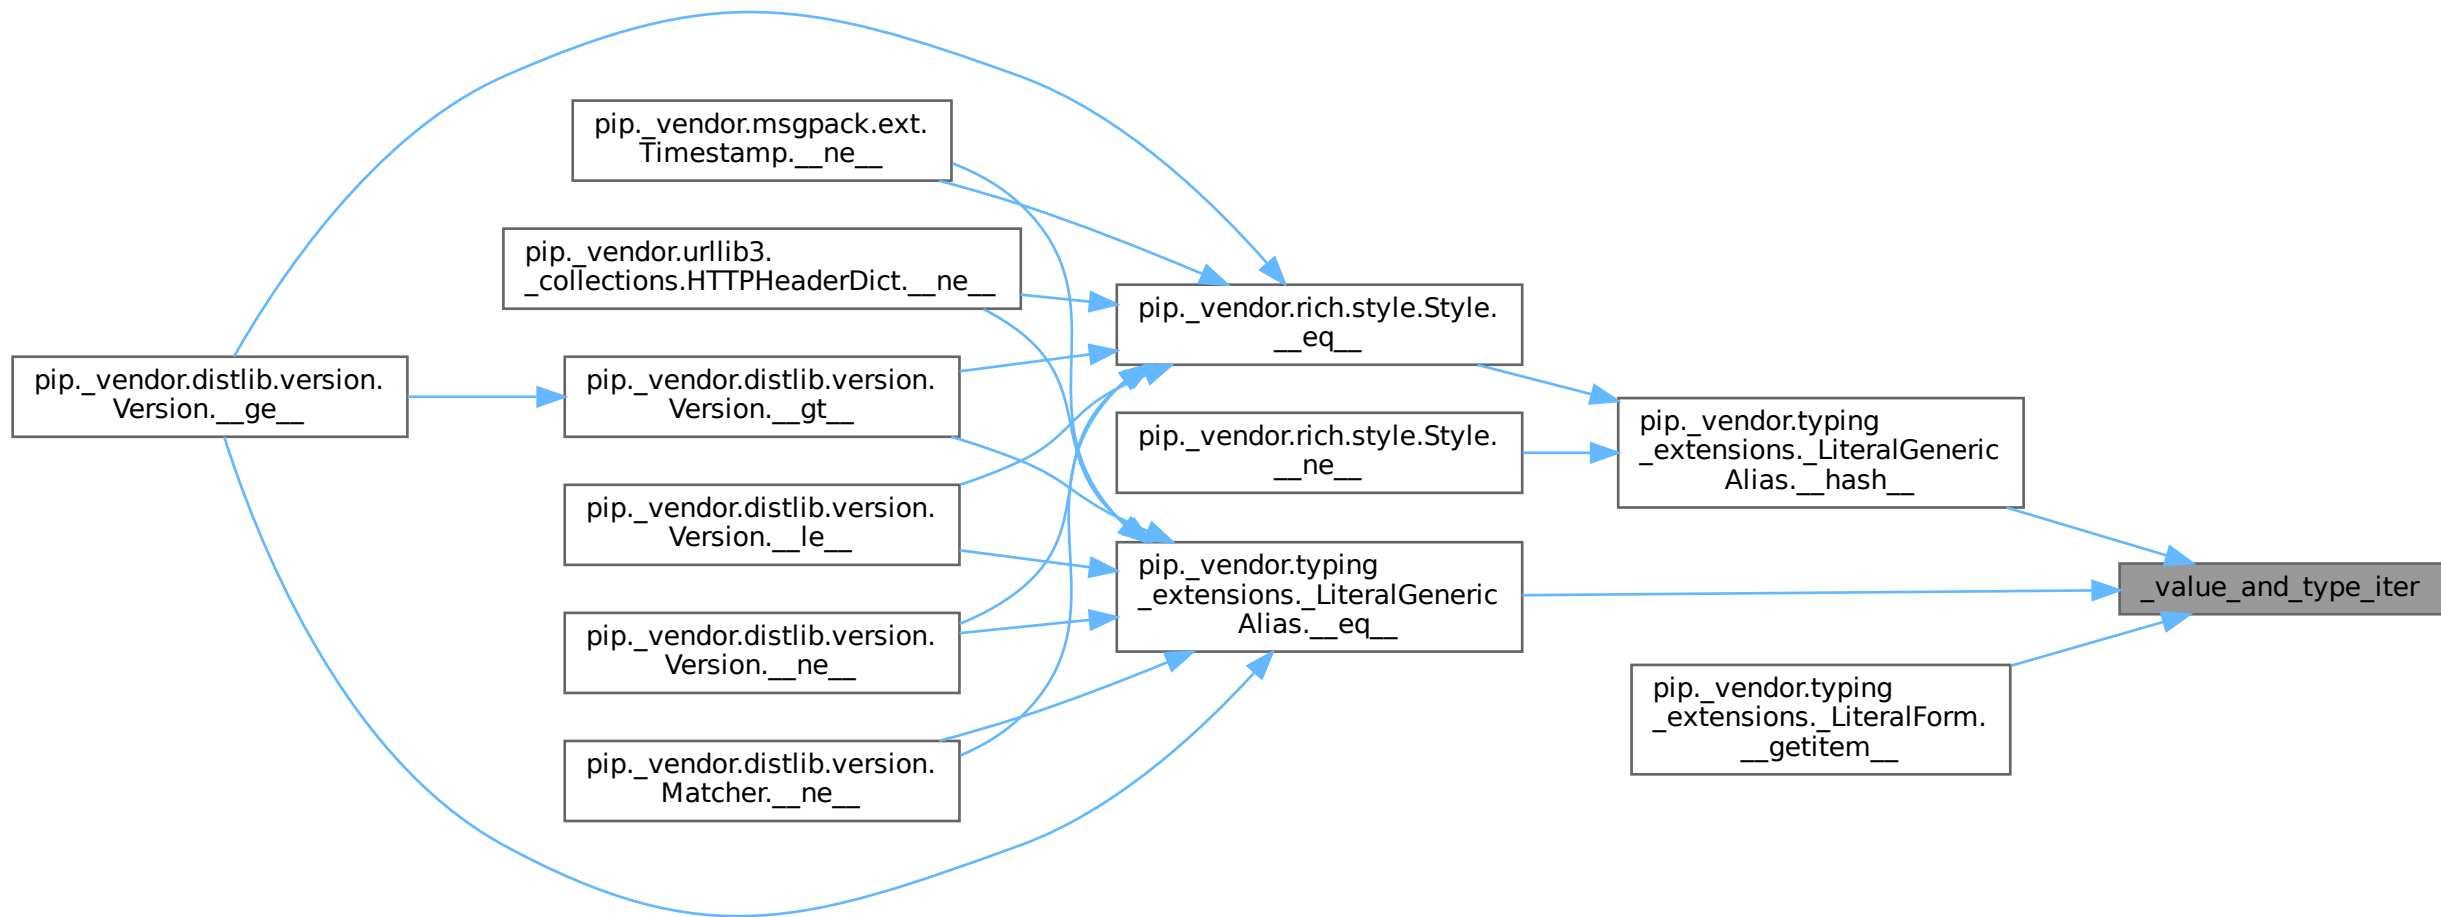 pip._vendor.msgpack.ext.
Timestamp.__ne__
pip._vendor.urllib3.
_collections.HTTPHeaderDict.__ne__
pip._vendor.distlib.version.
Version.__ge__
pip._vendor.distlib.version.
Version.__gt__
pip._vendor.distlib.version.
Version.__le__
pip._vendor.distlib.version.
Version.__ne__
pip._vendor.distlib.version.
Matcher.__ne__
pip._vendor.rich.style.Style.
__eq__
pip._vendor.rich.style.Style.
__ne__
pip._vendor.typing
_extensions._LiteralGeneric
Alias.__eq__
pip._vendor.typing
_extensions._LiteralGeneric
Alias.__hash__
pip._vendor.typing
_extensions._LiteralForm.
__getitem__
_value_and_type_iter